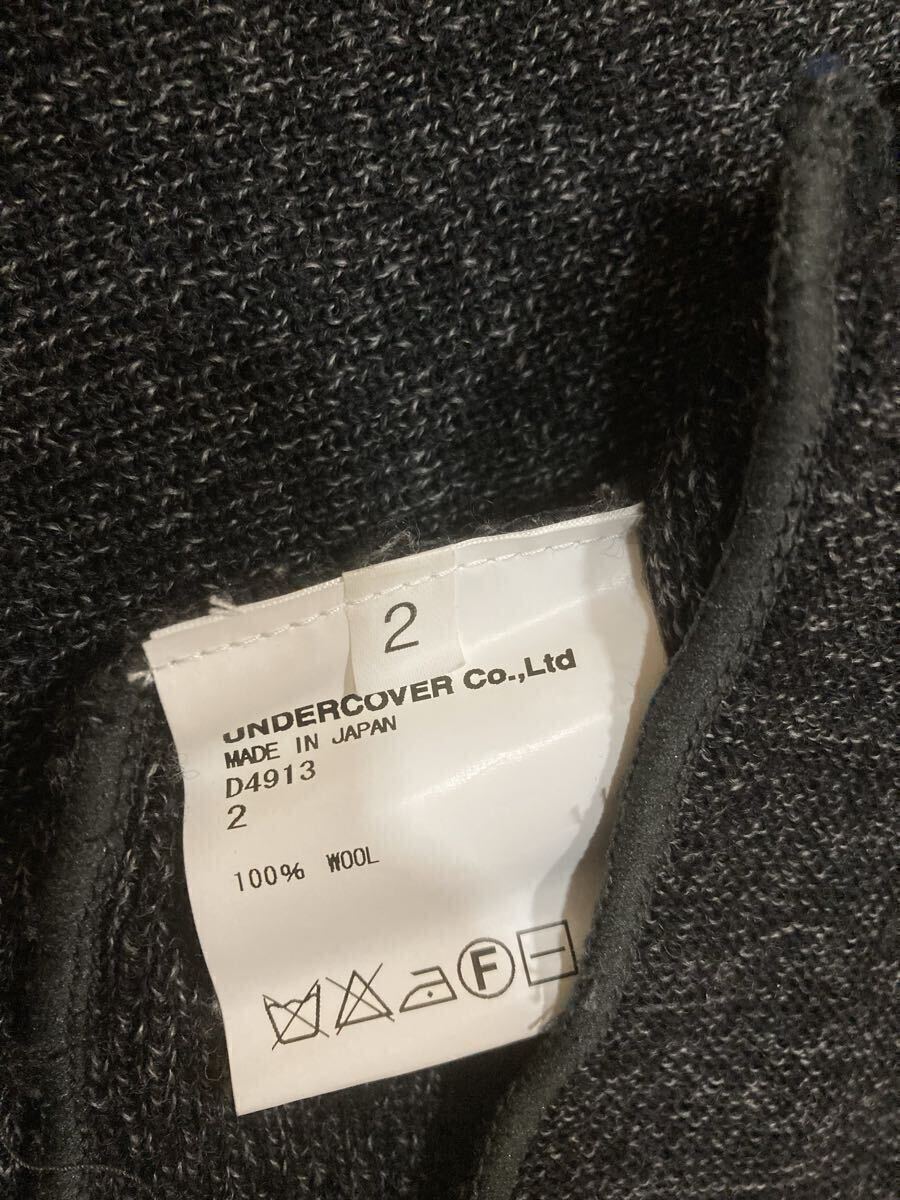 2
UNDERCOVER Co.,Ltd
MADE IN JAPAN
D4913
2
100% WOOL
F